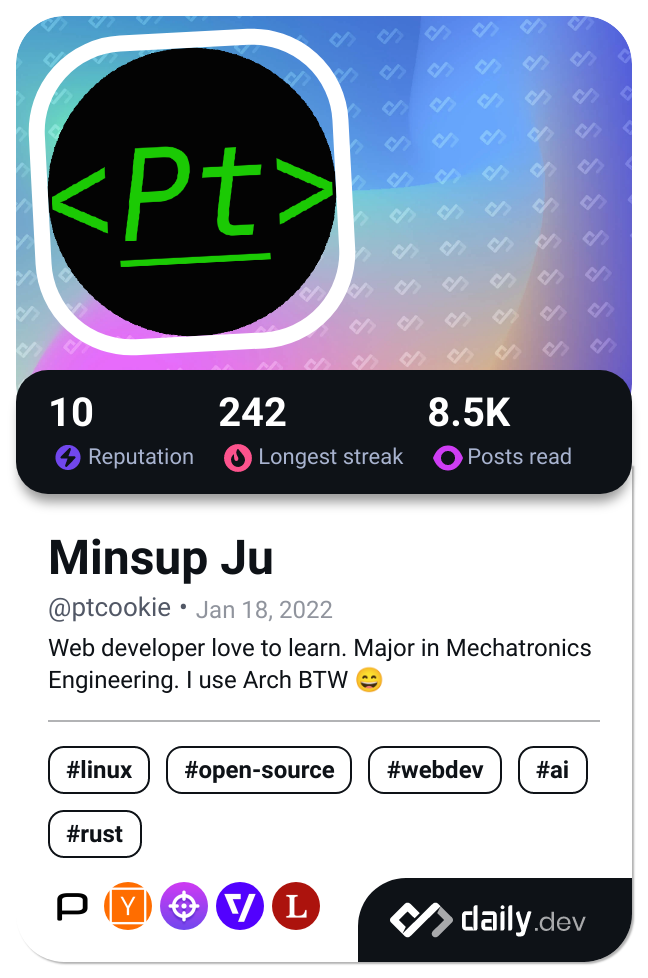 <Pt>
10 242 8.5K
Reputation Longest streak Posts read
Minsup Ju
@ptcookie • Jan 18, 2022
Web developer love to learn. Major in Mechatronics
Engineering. I use Arch BTW 😄
#linux #open-source #webdev #ai
#rust
Y L
daily.dev